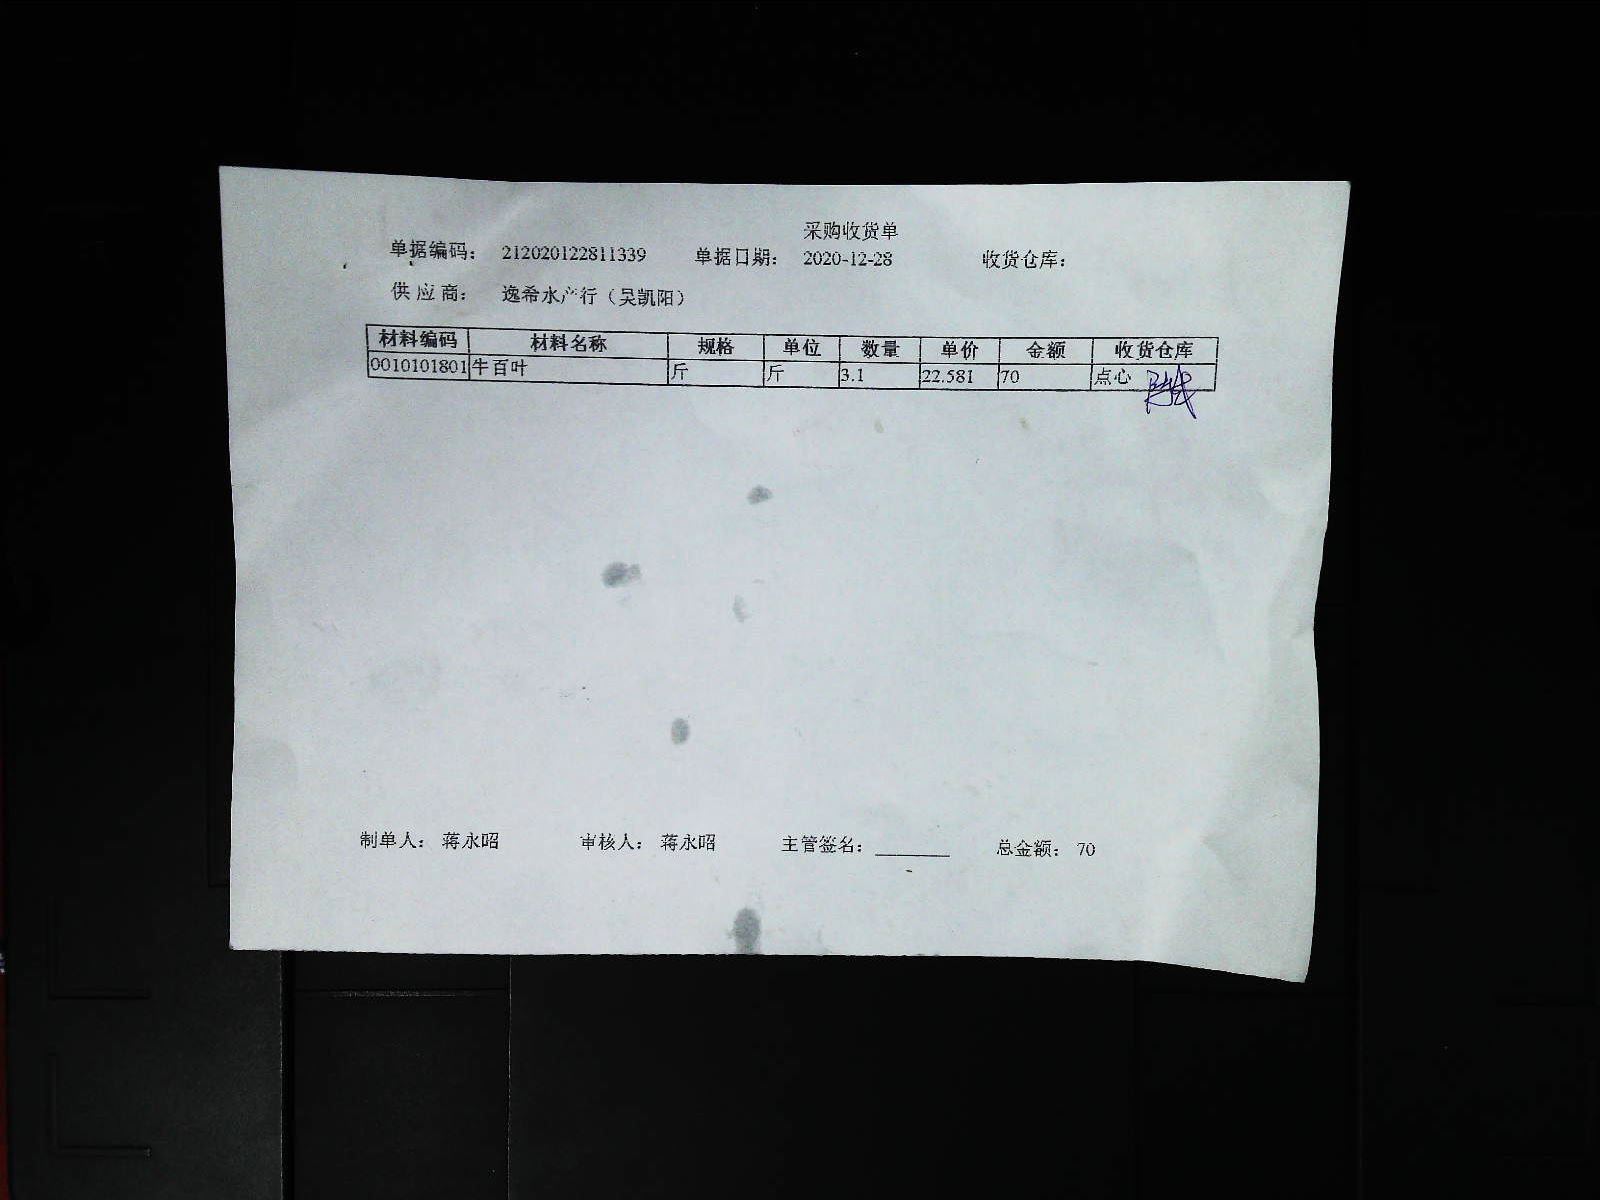 采购收货单
单据编码： 212020122811339 单据日期： 2020-12-28 收货仓库：
供 应 商： 逸希水产行（吴凯阳）
材料编码 材料名称 规格 单位 数量 单价 金额 收货仓库
0010101801 牛百叶 斤 斤 3.1 22.581 70 点心
制单人： 蒋永昭 审核人： 蒋永昭 主管签名： 总金额： 70